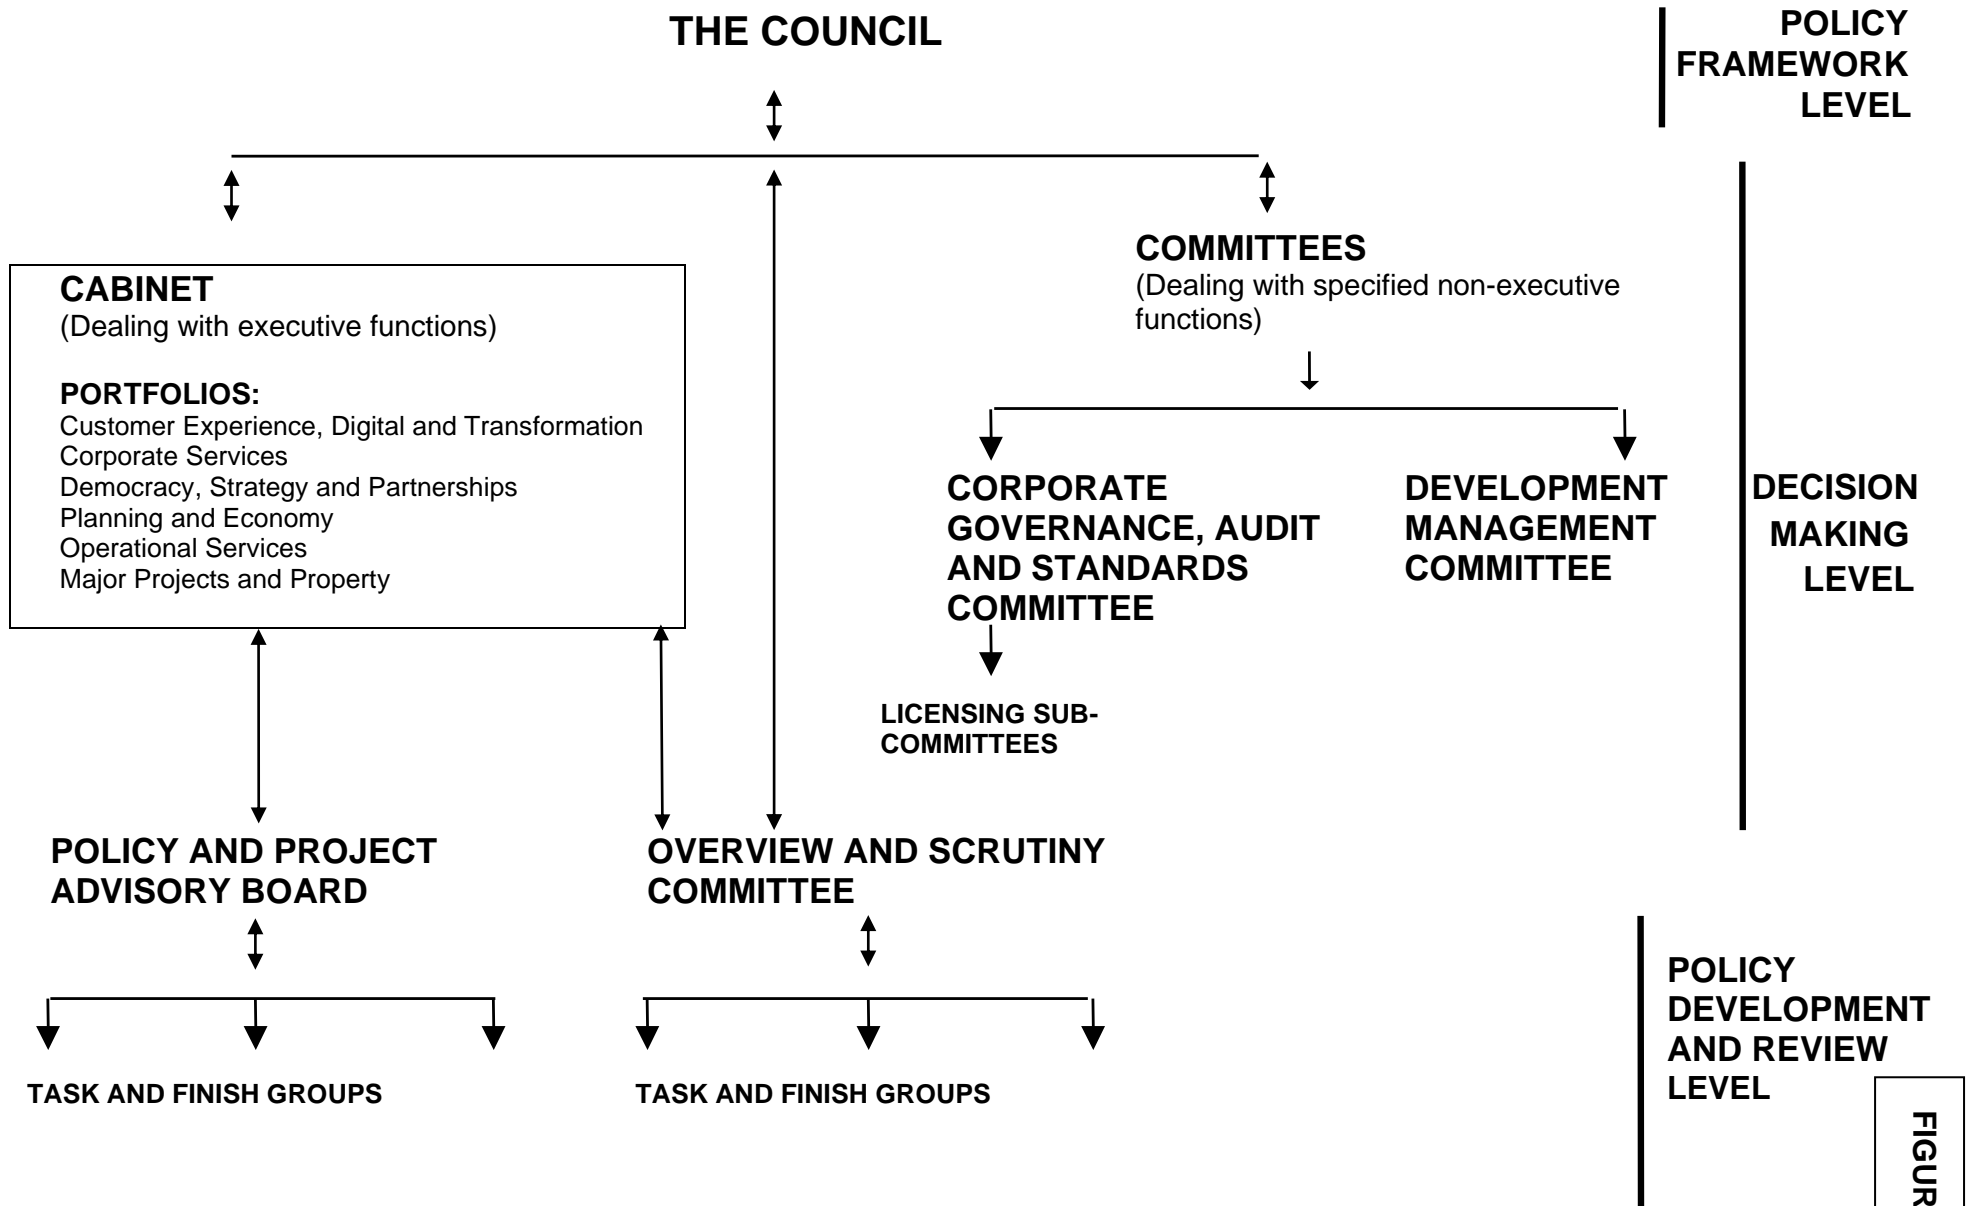 THE COUNCIL
POLICY
FRAMEWORK
LEVEL
CABINET
(Dealing with executive functions)
PORTFOLIOS:
Customer Experience, Digital and Transformation
Corporate Services
Democracy, Strategy and Partnerships
Planning and Economy
Operational Services
Major Projects and Property
COMMITTEES
(Dealing with specified non-executive
functions)
CORPORATE
GOVERNANCE, AUDIT
AND STANDARDS
COMMITTEE
DEVELOPMENT
MANAGEMENT
COMMITTEE
DECISION
MAKING
LEVEL
LICENSING SUB-
COMMITTEES
POLICY AND PROJECT
ADVISORY BOARD
OVERVIEW AND SCRUTINY
COMMITTEE
TASK AND FINISH GROUPS
TASK AND FINISH GROUPS
POLICY
DEVELOPMENT
AND REVIEW
LEVEL
FIGUR